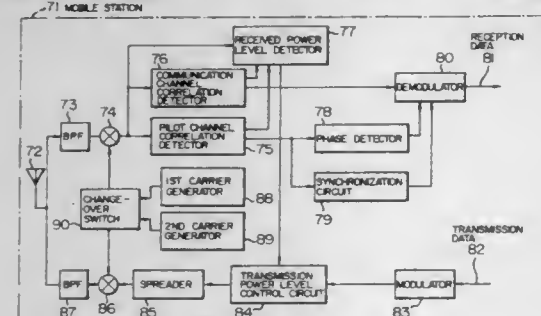 71 MOBILE STATION
77
RECEIVED POWER
LEVEL DETECTOR
76
COMMUNICATION
CHANNEL
CORRELATION
DETECTOR
80
DEMODULATOR
RECEPTION
DATA
81
73
BPF
74
PILOT CHANNEL
CORRELATION
DETECTOR
75
78
PHASE DETECTOR
72
CHANGE-
OVER
SWITCH
90
1ST CARRIER
GENERATOR
88
SYNCHRONIZATION
CIRCUIT
79
2ND CARRIER
GENERATOR
89
TRANSMISSION
DATA
82
BPF
87
86
SPREADER
85
TRANSMISSION
POWER LEVEL
CONTROL CIRCUIT
84
MODULATOR
83